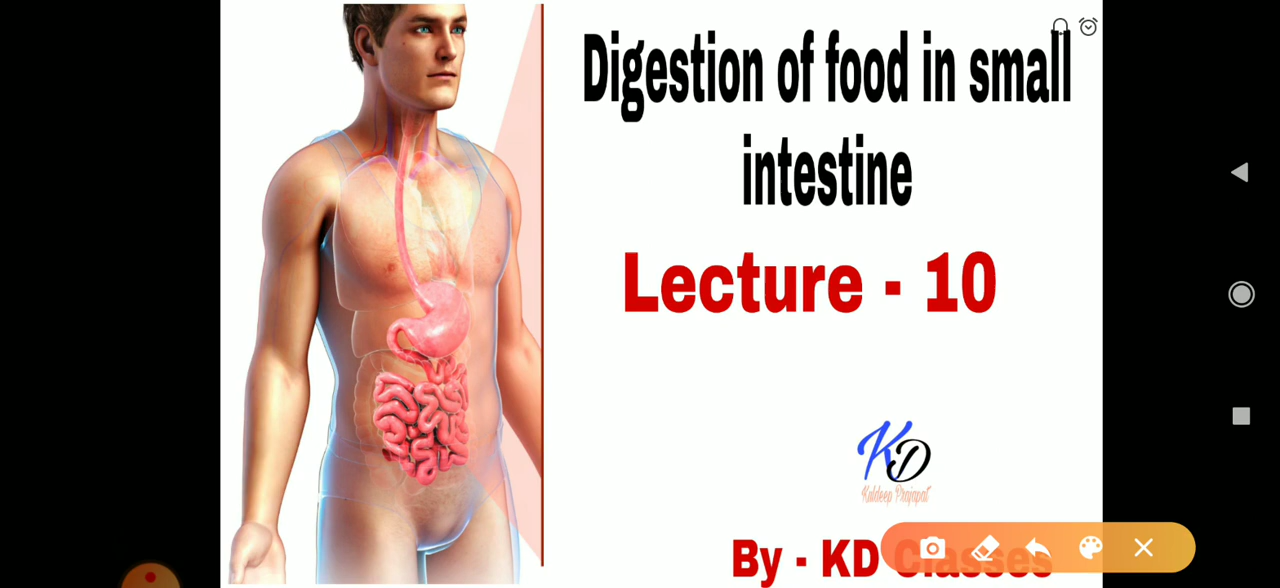 Digestion of food in small
intestine
Lecture - 10
KD
Kuldeep Prajapat
By - KD Classes